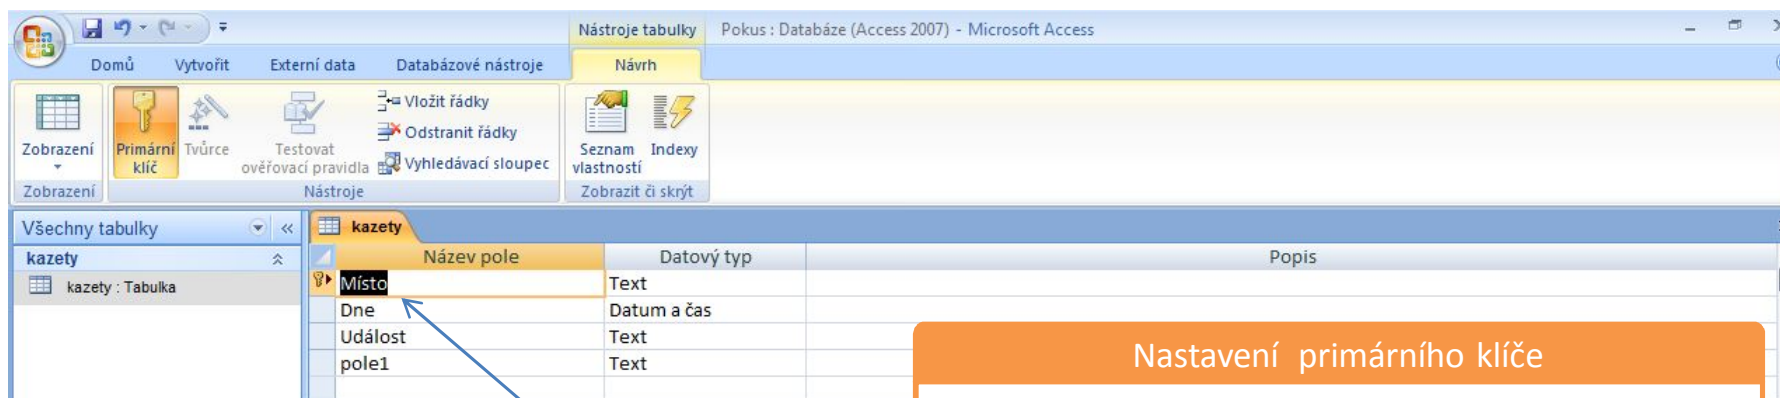 Nástroje tabulky Pokus : Databáze (Access 2007) - Microsoft Access
Domů Vytvořit Externí data Databázové nástroje Návrh
Zobrazení
Primární klíč
Tvůrce
Testovat ověřovací pravidla
Vložit řádky
Odstranit řádky
Vyhledávací sloupec
Seznam vlastností
Indexy
Zobrazení Nástroje Zobrazit či skrýt
Všechny tabulky kazety
kazety Název pole Datový typ Popis
kazety : Tabulka Místo Text
Dne Datum a čas
Událost Text
pole1 Text
Nastavení primárního klíče